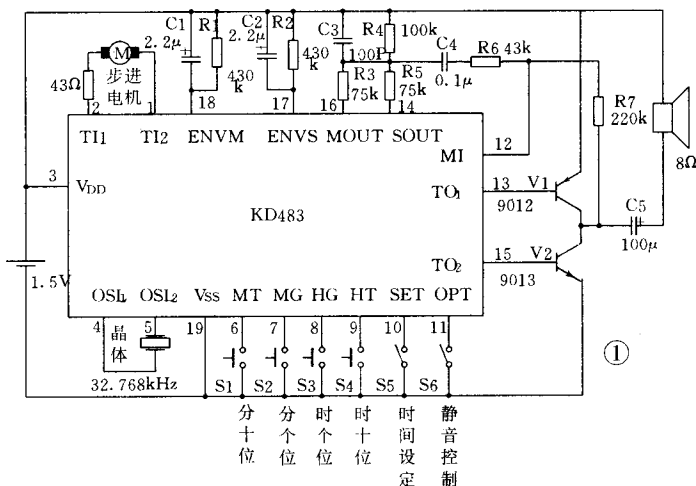 C1
R1
C2
R2
C3
R4
100k
2.2μ
2.2μ
430k
430k
100P
C4
0.1μ
R6 43k
R3
75k
R5
75k
R7
220k
M
步进
电机
43Ω
2
1
18
17
16
14
TI1
TI2
ENVM
ENVS
MOUT
SOUT
MI
12
3
VDD
KD483
TO1
13
V1
9012
C5
100μ
8Ω
TO2
15
V2
9013
1.5V
OSI1
OSL2
VSS
MT
MG
HG
HT
SET
OPT
4
晶体
5
19
6
7
8
9
10
11
32.768kHz
S1
S2
S3
S4
S5
S6
①
分十位
分个位
时个位
时十位
时间设定
静音控制